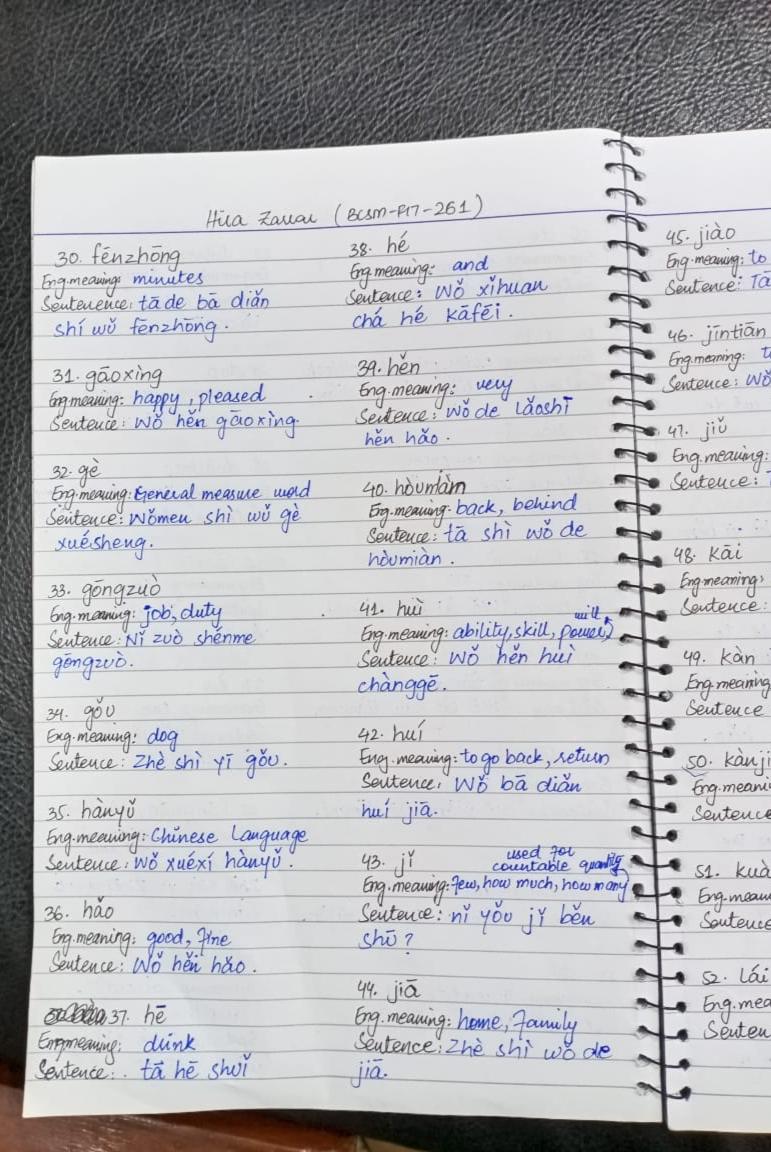 Hira Zawar (BCSM-F17-261)
30. fēnzhōng
Eng.meaning: minutes
Sentenence: tā de bā diǎn
shí wǔ fēnzhōng.
31. gāoxìng
Eng meaning: happy, pleased
Sentence: Wǒ hěn gāoxìng.
32. gè
Eng.meaning: General measure word
Sentence: Wǒmen shì wǔ gè
xuésheng.
33. gōngzuò
Eng.meaning: job, duty
Sentence: Nǐ zuò shénme
gōngzuò.
34. gǒu
Eng.meaning: dog
Sentence: Zhè shì yī gǒu.
35. hànyǔ
Eng.meaning: Chinese Language
Sentence: Wǒ xuéxí hànyǔ.
36. hǎo
Eng.meaning: good, fine
Sentence: Wǒ hěn hǎo.
37. hē
Eng meaning: drink
Sentence: tā hē shuǐ
38. hé
Eng meaning: and
Sentence: Wǒ xǐhuan
chá hé kāfēi.
39. hěn
Eng.meaning: very
Sentence: wǒ de lǎoshī
hěn hǎo.
40. hòumiàn
Eng.meaning: back, behind
Sentence: tā shì wǒ de
hòumiàn.
41. huì
will
Eng.meaning: ability, skill, power,
Sentence: Wǒ hěn huì
chànggē.
42. huí
Eng.meaning: to go back, return
Sentence, Wǒ bā diǎn
huí jiā.
43. jǐ
used for
countable quantity
Eng.meaning: few, how much, how many
Sentence: nǐ yǒu jǐ běn
shū?
44. jiā
Eng.meaning: home, family
Sentence: Zhè shì wǒ de
jiā.
45. jiào
Eng.meaning: to
Sentence: Tā
46. jīntiān
Eng.meaning:
Sentence: Wǒ
47. jiǔ
Eng.meaning:
Sentence:
48. kāi
Eng meaning:
Sentence:
49. kàn
Eng.meaning
Sentence
50. kànji
Eng.meani
Sentence
51. kuà
Eng.mean
Sentence
52. lái
Eng.mea
Senten